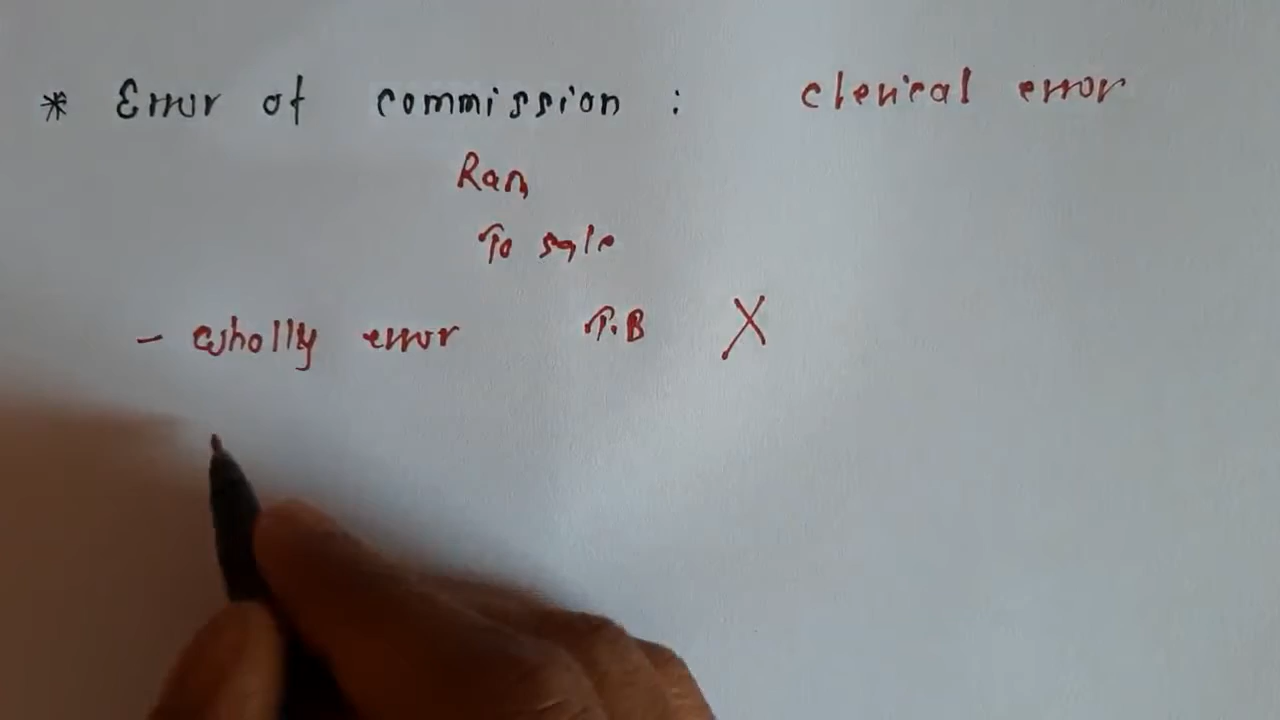 * Error of commission : clerical error
Ram
To sale
- wholly error T.B X